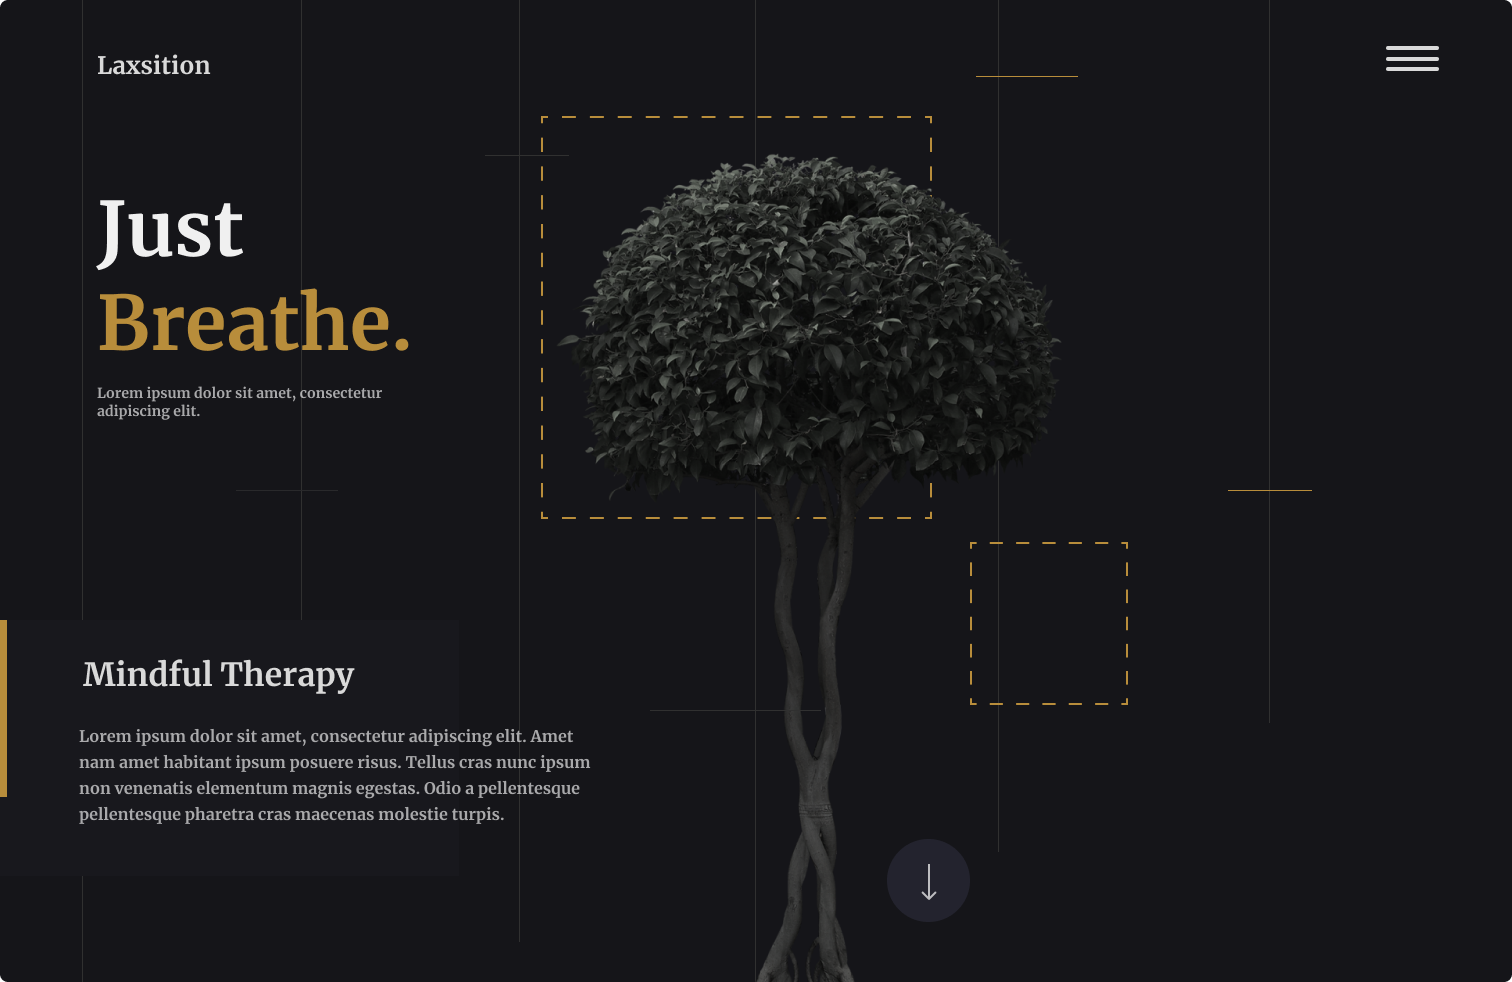 Laxsition
Just
Breathe.
Lorem ipsum dolor sit amet, consectetur
adipiscing elit.
Mindful Therapy
Lorem ipsum dolor sit amet, consectetur adipiscing elit. Amet
nam amet habitant ipsum posuere risus. Tellus cras nunc ipsum
non venenatis elementum magnis egestas. Odio a pellentesque
pellentesque pharetra cras maecenas molestie turpis.